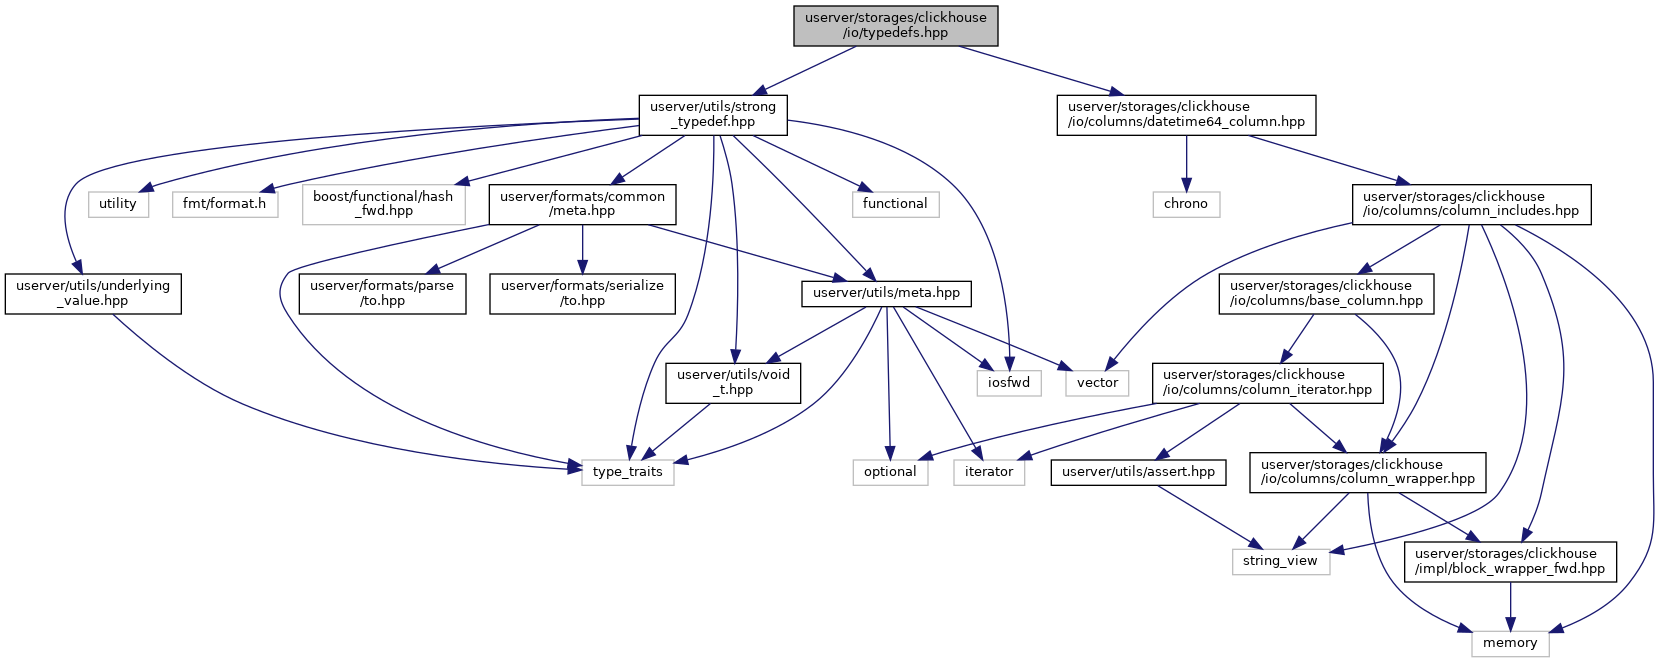 userver/storages/clickhouse
/io/typedefs.hpp
userver/utils/strong
_typedef.hpp
userver/storages/clickhouse
/io/columns/datetime64_column.hpp
utility
fmt/format.h
boost/functional/hash
_fwd.hpp
userver/formats/common
/meta.hpp
functional
chrono
userver/storages/clickhouse
/io/columns/column_includes.hpp
userver/utils/underlying
_value.hpp
userver/formats/parse
/to.hpp
userver/formats/serialize
/to.hpp
userver/utils/meta.hpp
userver/storages/clickhouse
/io/columns/base_column.hpp
userver/utils/void
_t.hpp
iosfwd
vector
userver/storages/clickhouse
/io/columns/column_iterator.hpp
type_traits
optional
iterator
userver/utils/assert.hpp
userver/storages/clickhouse
/io/columns/column_wrapper.hpp
string_view
userver/storages/clickhouse
/impl/block_wrapper_fwd.hpp
memory